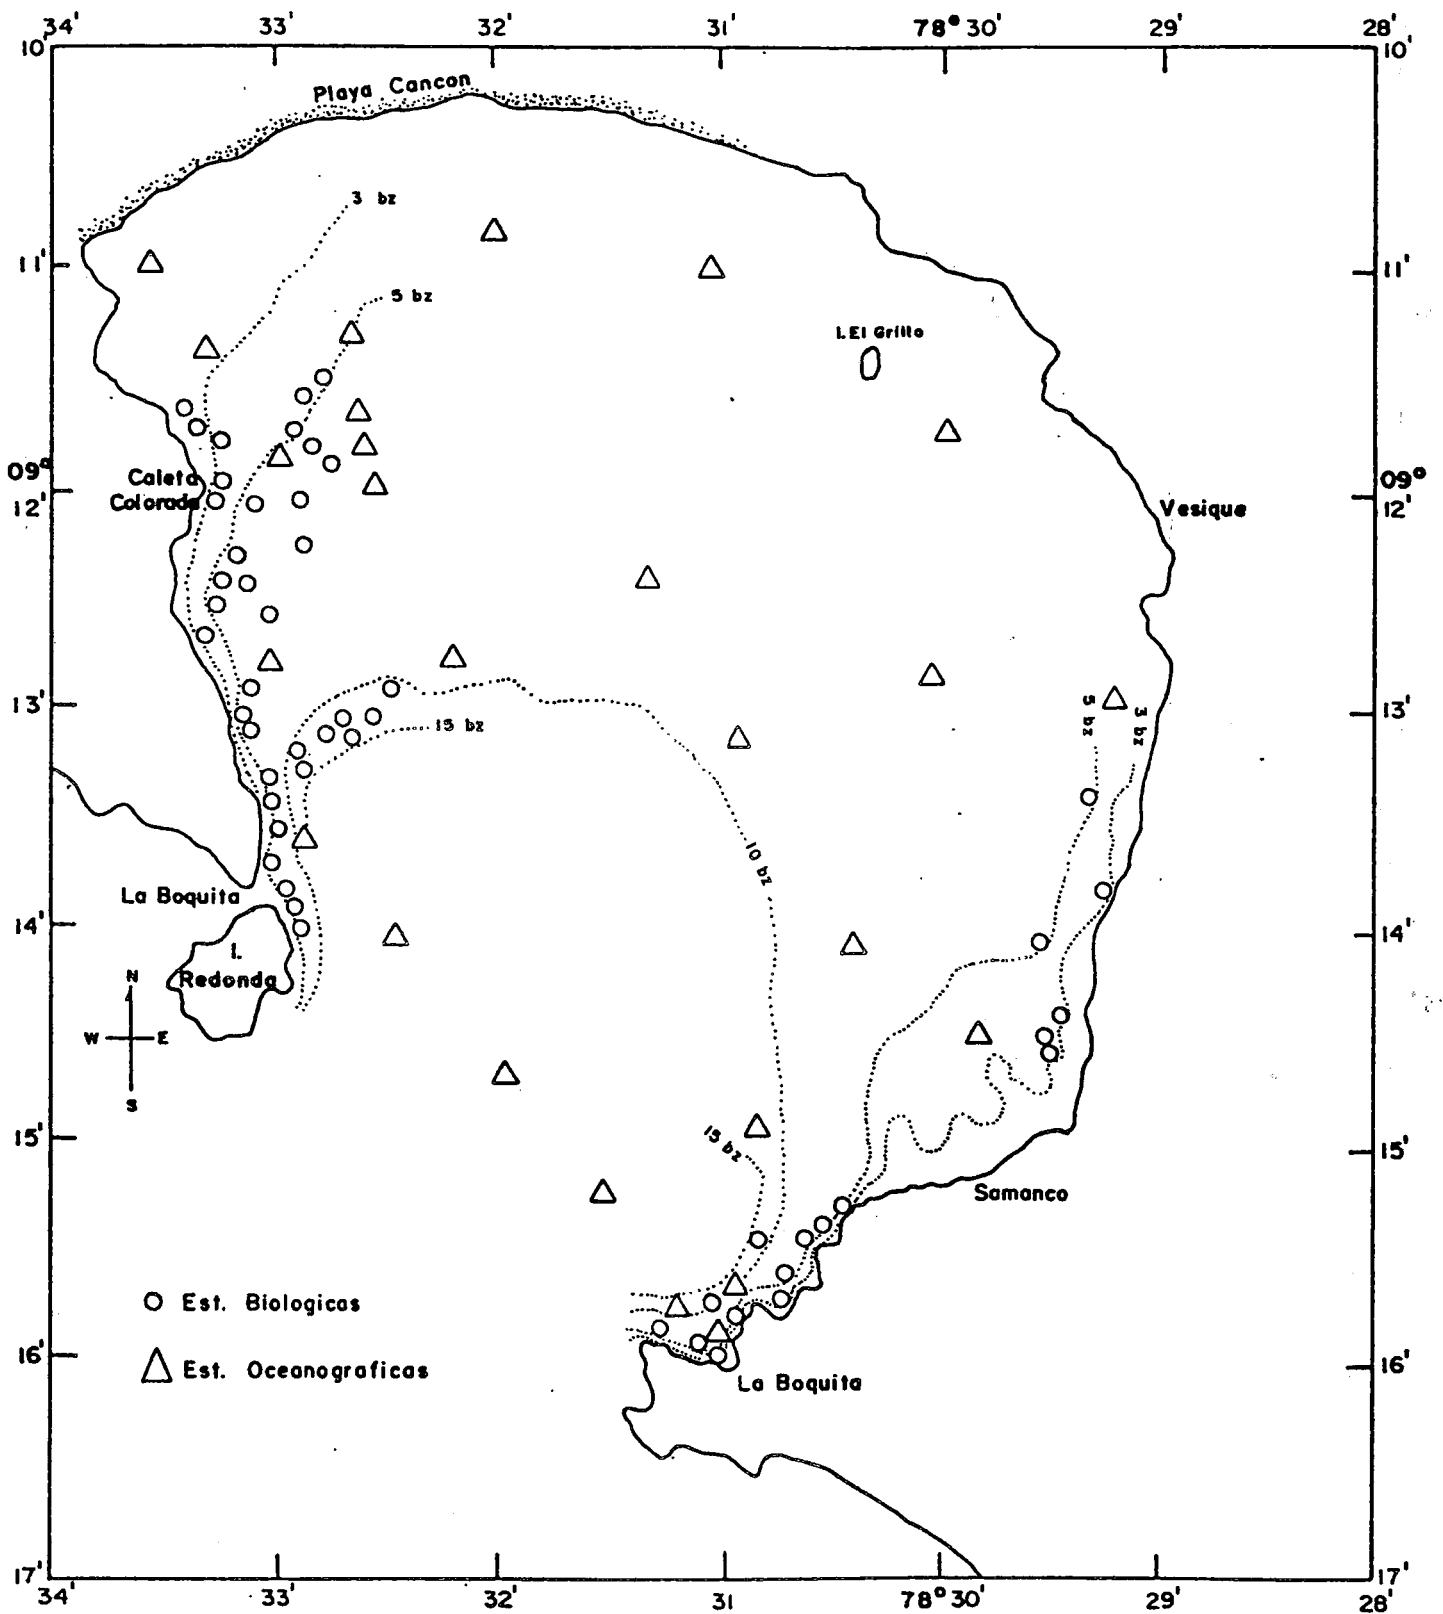 34' 33' 32' 31' 78° 30' 29' 28'
10' 10'
Playa Cancon
3 bz
11' 11'
5 bz
I. El Grillo
09° 09°
Caleta
Colorado
12' 12'
Vesique
13' 13'
5 bz
3 bz
15 bz
10 bz
La Boquita
14' 14'
I.
Redonda
N
W E
S
15' 15'
15 bz
Samanco
Est. Biologicas
Est. Oceanograficas
16' 16'
La Boquita
17' 17'
34' 33' 32' 31' 78° 30' 29' 28'